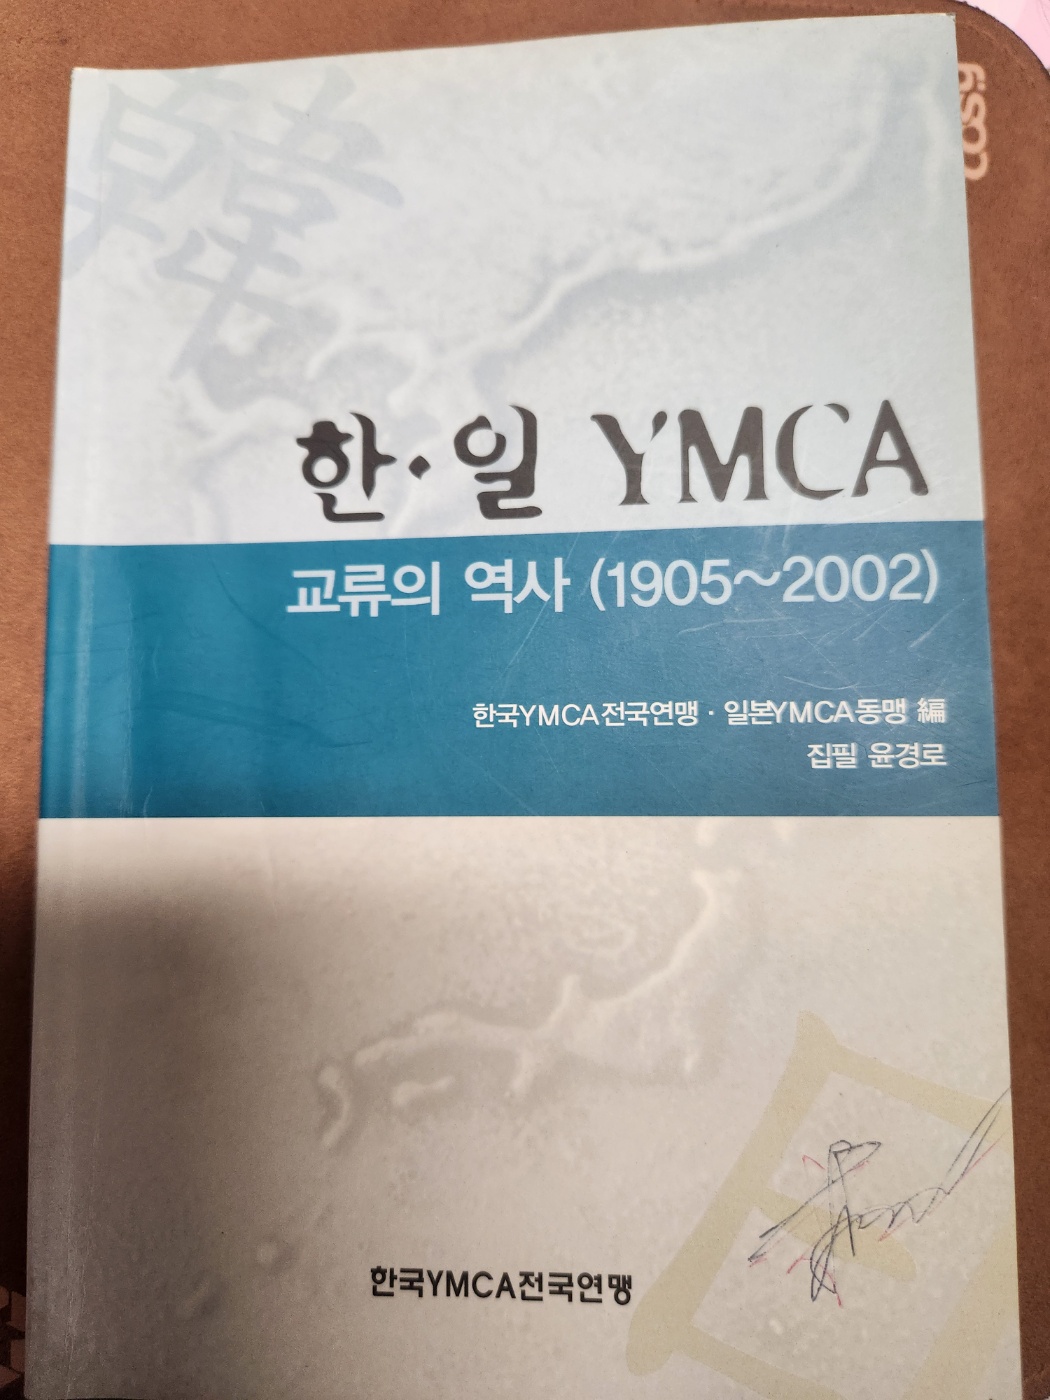 한·일 YMCA
교류의 역사 (1905~2002)
한국YMCA전국연맹 · 일본YMCA동맹 編
집필 윤경로
日
한국YMCA전국연맹